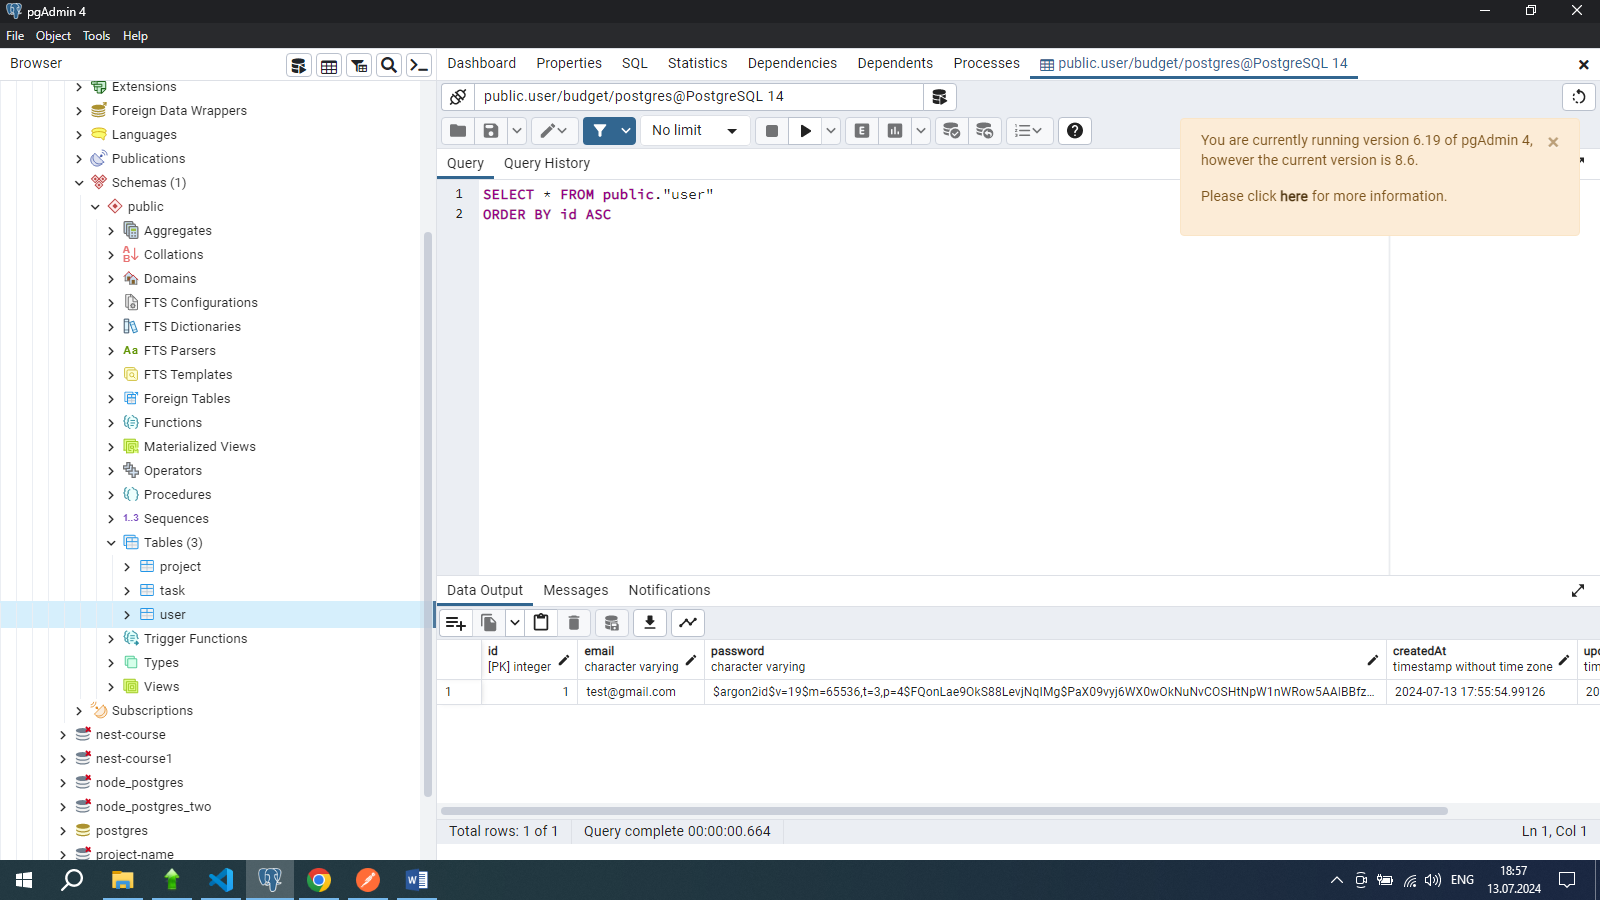 pgAdmin 4
File Object Tools Help
Browser
Dashboard Properties SQL Statistics Dependencies Dependents Processes public.user/budget/postgres@PostgreSQL 14
Extensions
Foreign Data Wrappers
Languages
Publications
Schemas (1)
public
Aggregates
Collations
Domains
FTS Configurations
FTS Dictionaries
Aa FTS Parsers
FTS Templates
Foreign Tables
Functions
Materialized Views
Operators
Procedures
1..3 Sequences
Tables (3)
project
task
user
Trigger Functions
Types
Views
Subscriptions
nest-course
nest-course1
node_postgres
node_postgres_two
postgres
project-name
public.user/budget/postgres@PostgreSQL 14
No limit
E
You are currently running version 6.19 of pgAdmin 4,
however the current version is 8.6.
Please click here for more information.
Query Query History
1 SELECT * FROM public."user"
2 ORDER BY id ASC
Data Output Messages Notifications
id email password createdAt upd
[PK] integer character varying character varying timestamp without time zone tim
1 1 test@gmail.com $argon2id$v=19$m=65536,t=3,p=4$FQonLae9OkS88LevjNqIMg$PaX09vyj6WX0wOkNuNvCOSHtNpW1nWRow5AAIBBfz... 2024-07-13 17:55:54.99126 20
Total rows: 1 of 1 Query complete 00:00:00.664 Ln 1, Col 1
ENG 18:57
13.07.2024